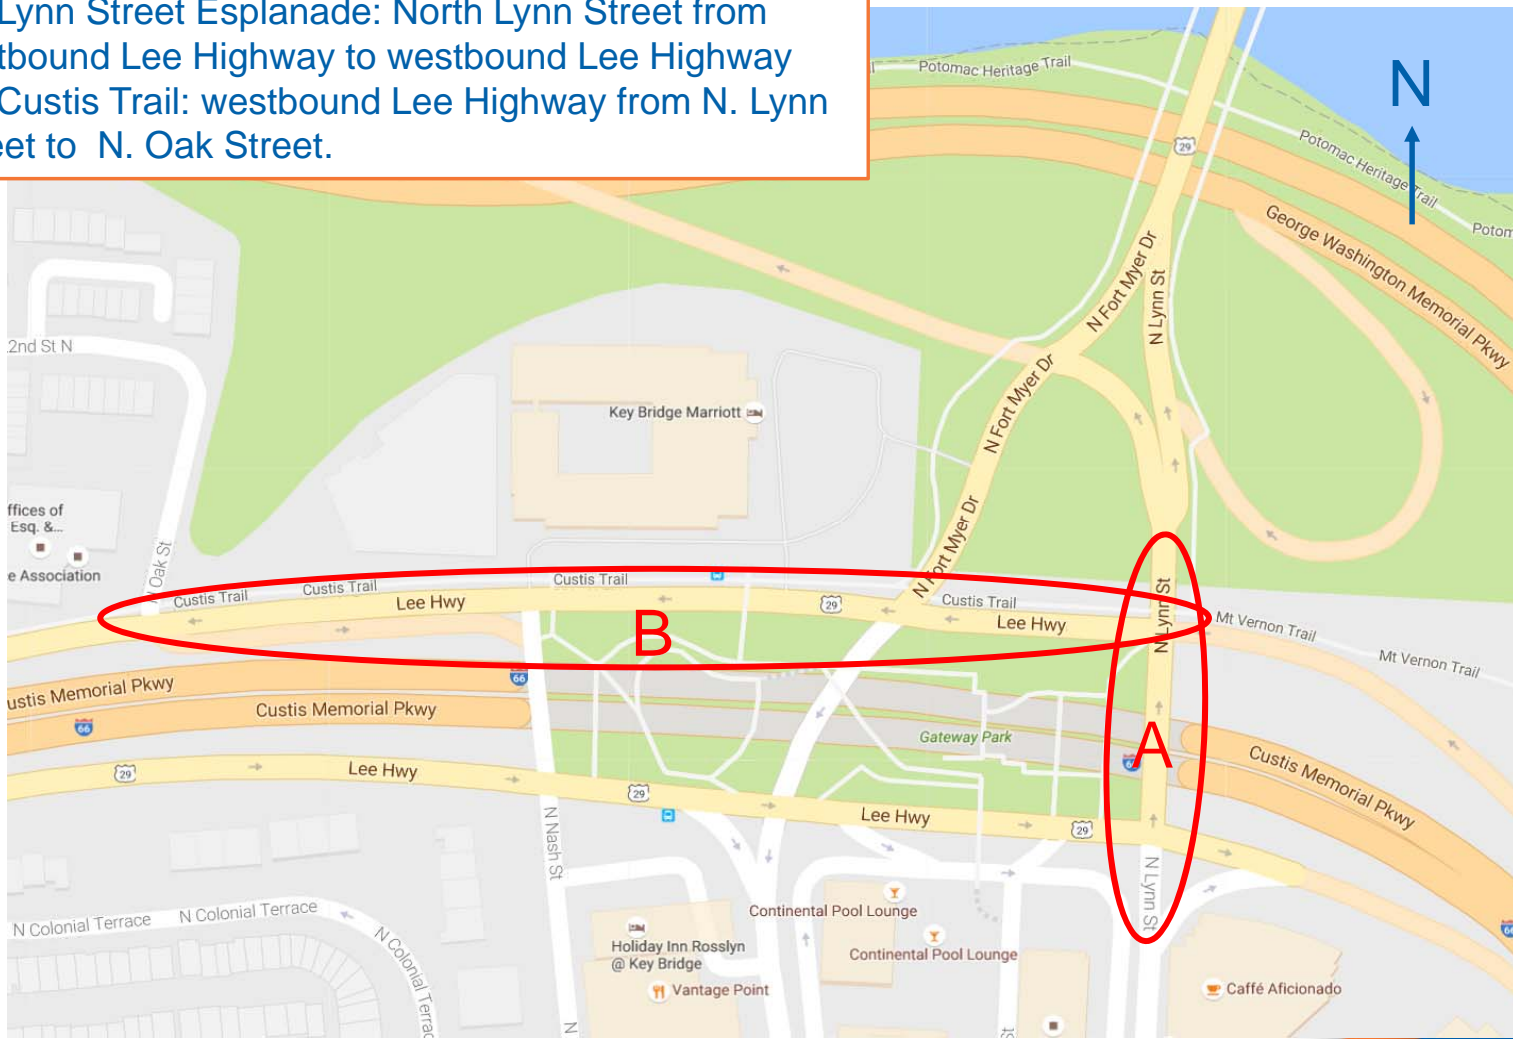 Lynn Street Esplanade: North Lynn Street from
tbound Lee Highway to westbound Lee Highway
Custis Trail: westbound Lee Highway from N. Lynn
eet to N. Oak Street.
N
Potomac Heritage Trail
29
Potomac Heritage Trail
Potom
George Washington Memorial Pkwy
N Fort Myer Dr
N Lynn St
2nd St N
N Fort Myer Dr
Key Bridge Marriott
N Fort Myer Dr
ffices of
Esq. &...
e Association
N Oak St
Custis Trail
Custis Trail
Custis Trail
Custis Trail
Lee Hwy
29
Lee Hwy
N Lynn St
Mt Vernon Trail
Mt Vernon Trail
B
ustis Memorial Pkwy
66
66
Custis Memorial Pkwy
Gateway Park
A
66
Custis Memorial Pkwy
29
Lee Hwy
29
Lee Hwy
29
N Nash St
N Lynn St
N Colonial Terrace
N Colonial Terrace
N Colonial Terrac
Continental Pool Lounge
Continental Pool Lounge
Holiday Inn Rosslyn
@ Key Bridge
Vantage Point
Caffé Aficionado
66
N